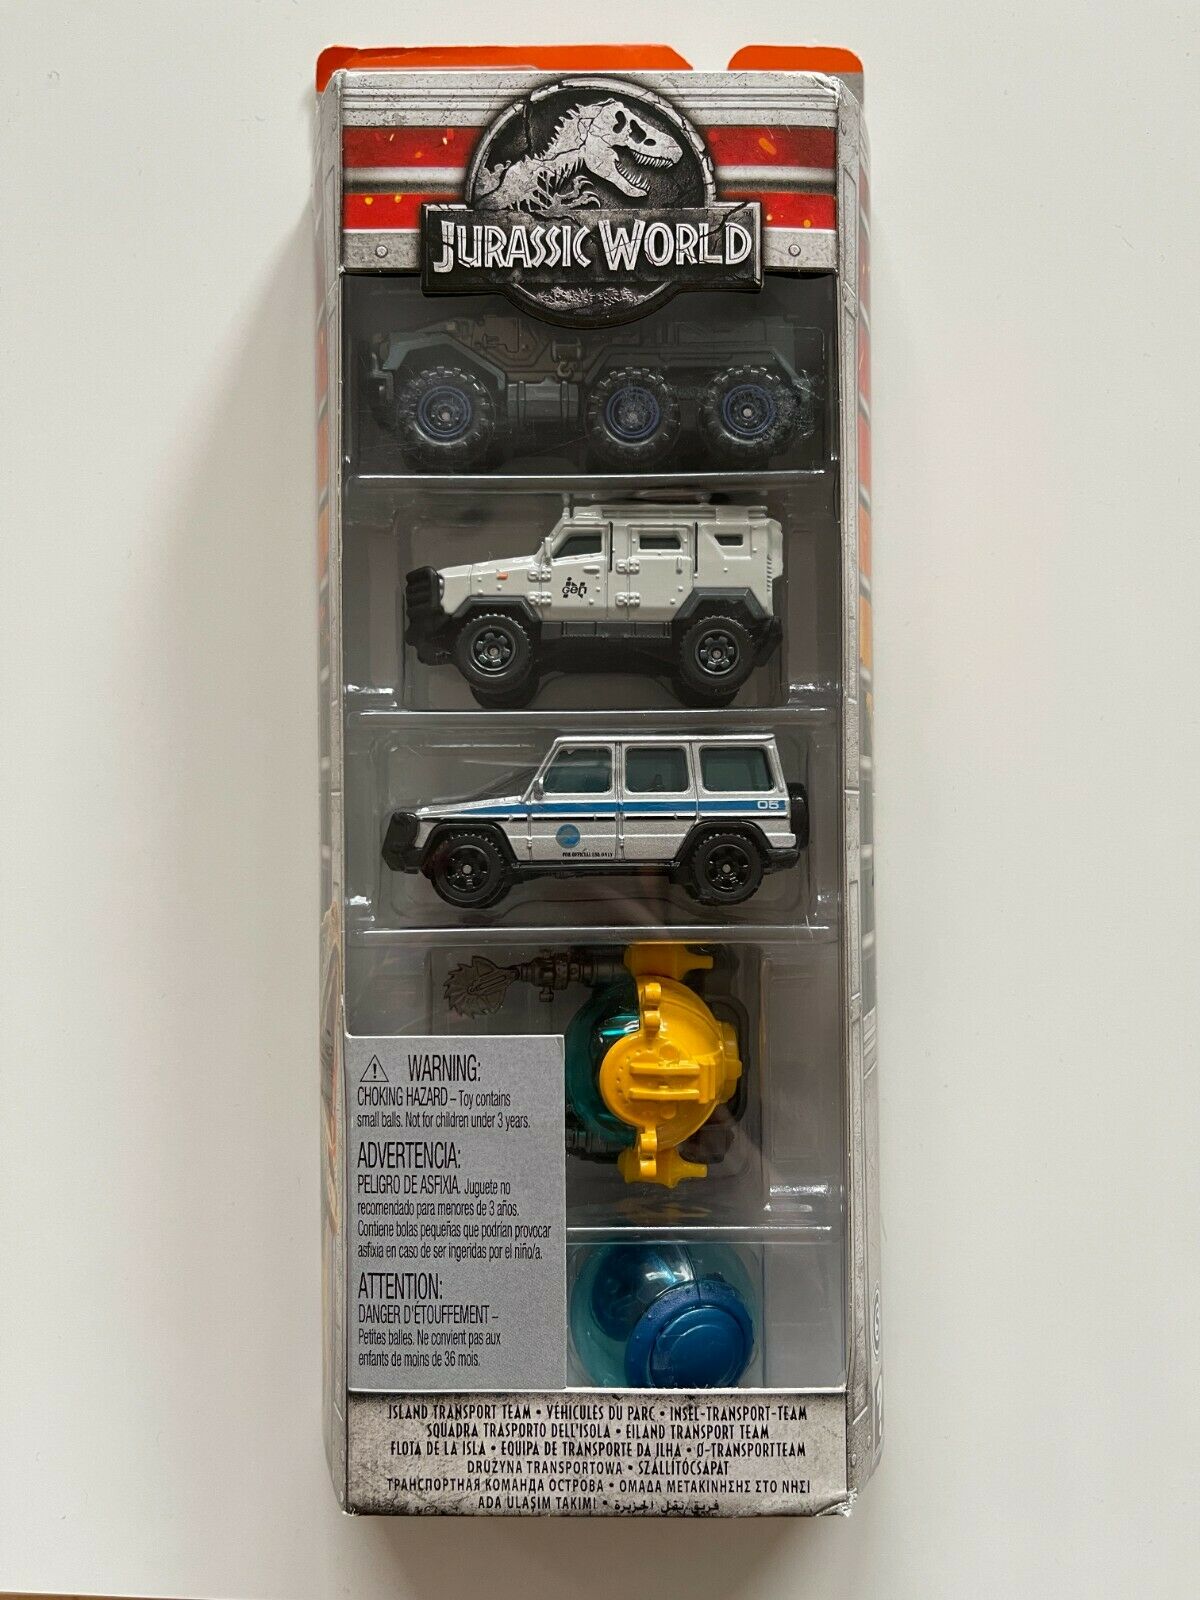 JURASSIC WORLD
Gen
05
FOR OFFICIAL USE ONLY
WARNING:
CHOKING HAZARD – Toy contains
small balls. Not for children under 3 years.
ADVERTENCIA:
PELIGRO DE ASFIXIA. Juguete no
recomendado para menores de 3 años.
Contiene bolas pequeñas que podrían provocar
asfixia en caso de ser ingeridas por el niño/a.
ATTENTION:
DANGER D'ÉTOUFFEMENT –
Petites balles. Ne convient pas aux
enfants de moins de 36 mois.
ISLAND TRANSPORT TEAM • VÉHICULES DU PARC • INSEL-TRANSPORT-TEAM
SQUADRA TRASPORTO DELL'ISOLA • EILAND TRANSPORT TEAM
FLOTA DE LA ISLA • EQUIPA DE TRANSPORTE DA ILHA • Ø-TRANSPORTTEAM
DRUŻYNA TRANSPORTOWA • SZÁLLÍTÓCSAPAT
ТРАНСПОРТНАЯ КОМАНДА ОСТРОВА • ΟΜΑΔΑ ΜΕΤΑΚΙΝΗΣΗΣ ΣΤΟ ΝΗΣΙ
ADA ULAŞIM TAKIMI • فريق نقل الجزيرة